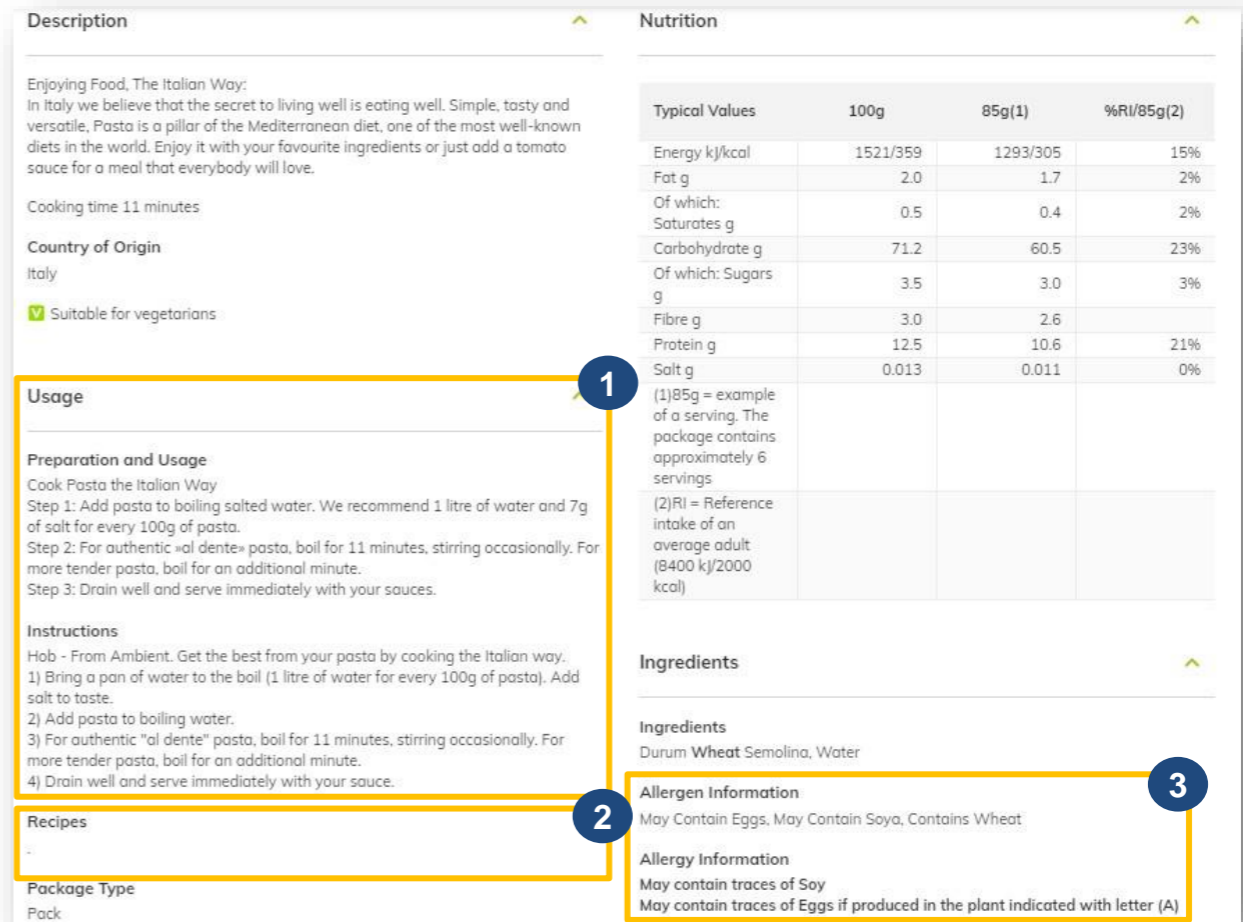 Description
Enjoying Food, The Italian Way:
In Italy we believe that the secret to living well is eating well. Simple, tasty and
versatile, Pasta is a pillar of the Mediterranean diet, one of the most well-known
diets in the world. Enjoy it with your favourite ingredients or just add a tomato
sauce for a meal that everybody will love.
Cooking time 11 minutes
Country of Origin
Italy
V Suitable for vegetarians
1
Usage
Preparation and Usage
Cook Pasta the Italian Way
Step 1: Add pasta to boiling salted water. We recommend 1 litre of water and 7g
of salt for every 100g of pasta.
Step 2: For authentic »al dente» pasta, boil for 11 minutes, stirring occasionally. For
more tender pasta, boil for an additional minute.
Step 3: Drain well and serve immediately with your sauces.
Instructions
Hob - From Ambient. Get the best from your pasta by cooking the Italian way.
1) Bring a pan of water to the boil (1 litre of water for every 100g of pasta). Add
salt to taste.
2) Add pasta to boiling water.
3) For authentic "al dente" pasta, boil for 11 minutes, stirring occasionally. For
more tender pasta, boil for an additional minute.
4) Drain well and serve immediately with your sauce.
2
Recipes
.
Package Type
Pack
Nutrition
Typical Values 100g 85g(1) %RI/85g(2)
Energy kJ/kcal 1521/359 1293/305 15%
Fat g 2.0 1.7 2%
Of which:
Saturates g 0.5 0.4 2%
Carbohydrate g 71.2 60.5 23%
Of which: Sugars
g 3.5 3.0 3%
Fibre g 3.0 2.6
Protein g 12.5 10.6 21%
Salt g 0.013 0.011 0%
(1)85g = example
of a serving. The
package contains
approximately 6
servings
(2)RI = Reference
intake of an
average adult
(8400 kJ/2000
kcal)
Ingredients
Ingredients
Durum Wheat Semolina, Water
3
Allergen Information
May Contain Eggs, May Contain Soya, Contains Wheat
Allergy Information
May contain traces of Soy
May contain traces of Eggs if produced in the plant indicated with letter (A)